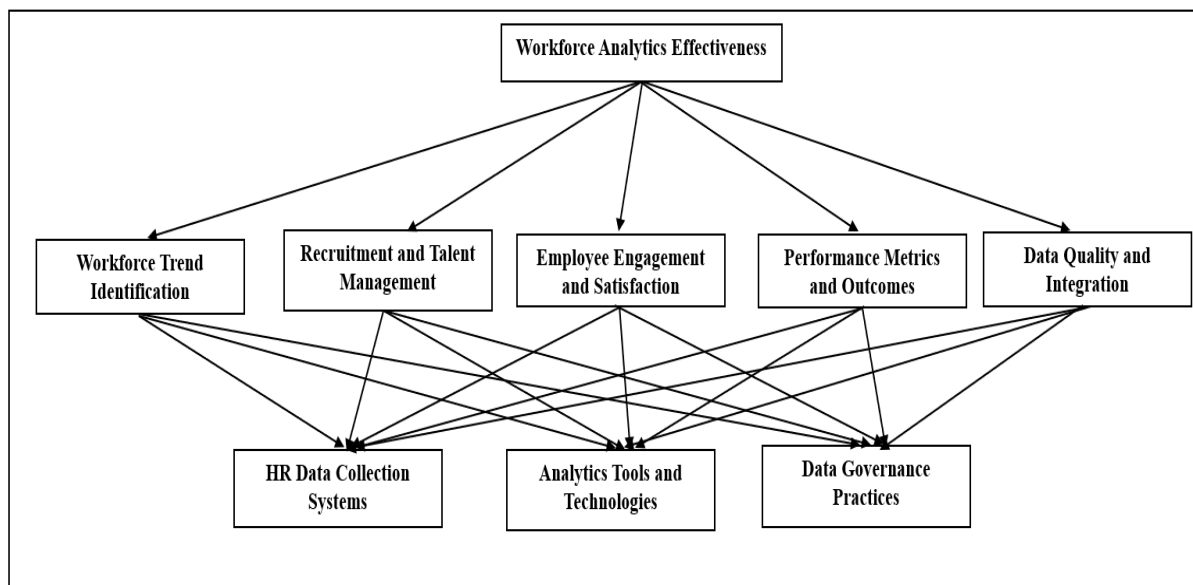 Workforce Analytics Effectiveness
Workforce Trend
Identification
Recruitment and Talent
Management
Employee Engagement
and Satisfaction
Performance Metrics
and Outcomes
Data Quality and
Integration
HR Data Collection
Systems
Analytics Tools and
Technologies
Data Governance
Practices